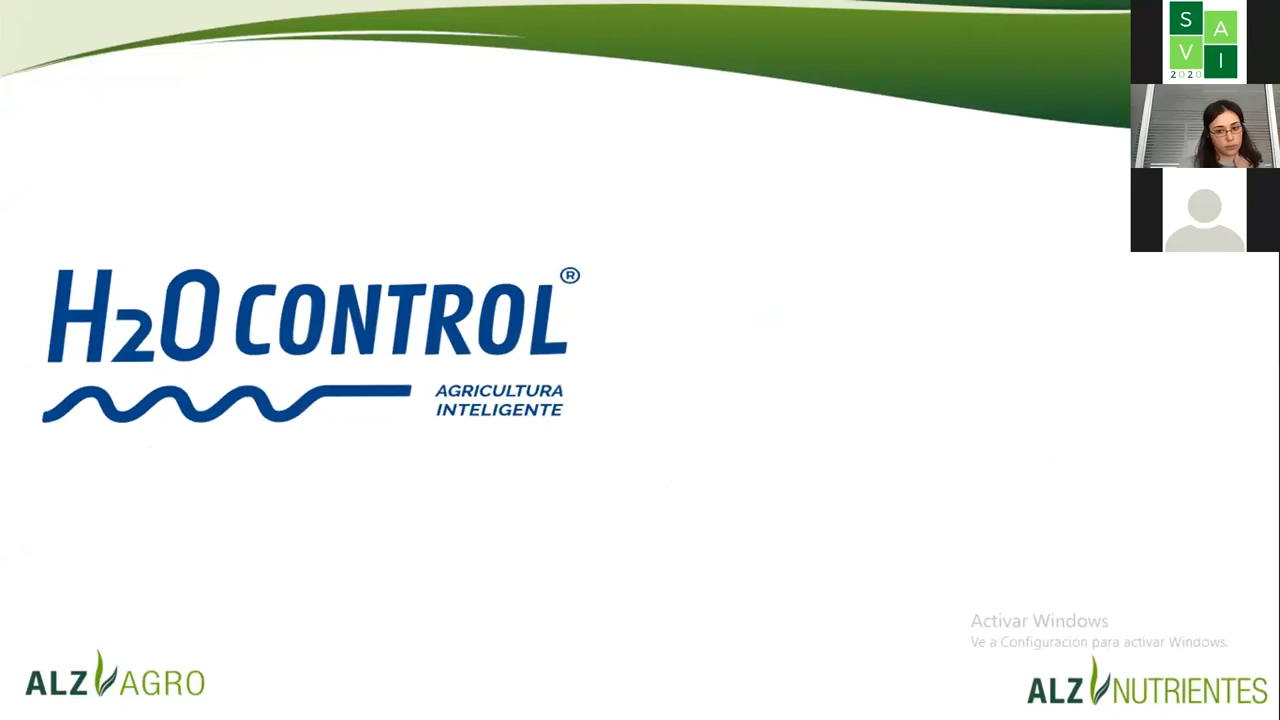 S A
V I
2020
H2O CONTROL®
AGRICULTURA
INTELIGENTE
Activar Windows
Ve a Configuración para activar Windows.
ALZ AGRO
ALZ NUTRIENTES